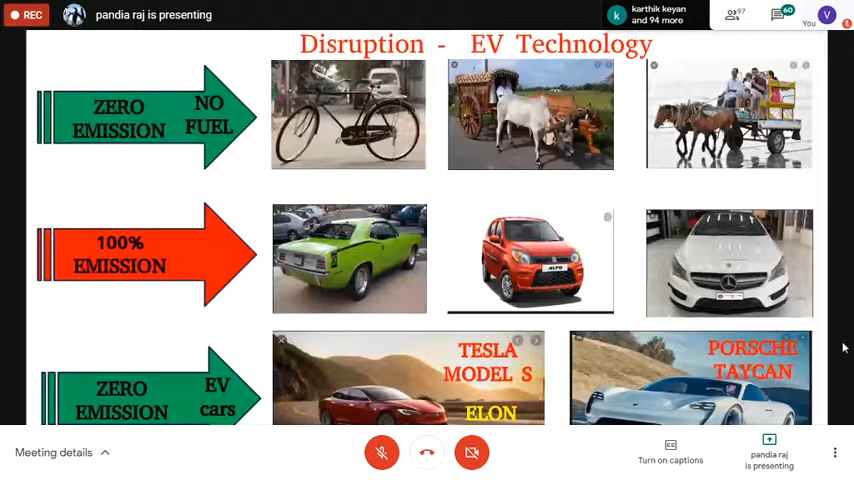 REC
pandia raj is presenting
k
karthik keyan
and 94 more
97
60
V
You
Disruption - EV Technology
ZERO
EMISSION
NO
FUEL
100%
EMISSION
ALTO
ZERO
EMISSION
EV
cars
TESLA
MODEL S
ELON
PORSCHE
TAYCAN
Meeting details
Turn on captions
pandia raj
is presenting